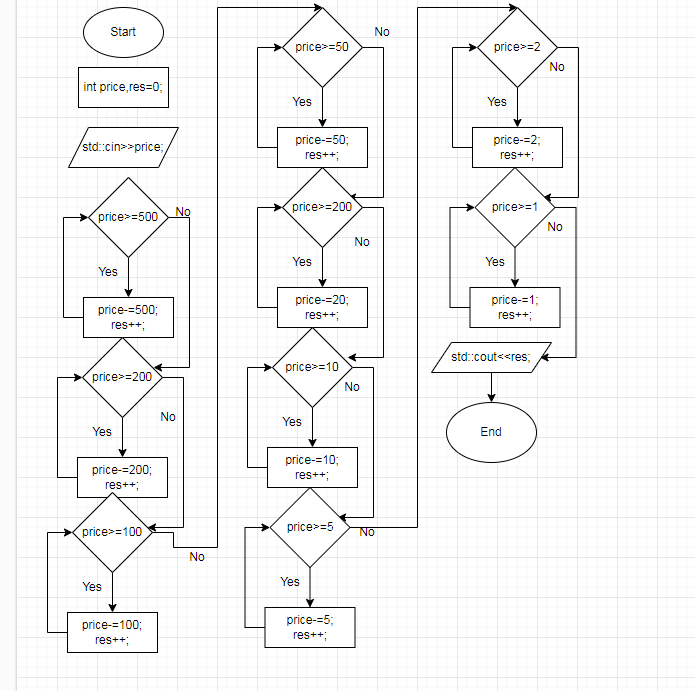 Start
int price,res=0;
std::cin>>price;
price>=500
No
Yes
price-=500;
res++;
price>=200
No
Yes
price-=200;
res++;
price>=100
No
Yes
price-=100;
res++;
price>=50
No
Yes
price-=50;
res++;
price>=200
No
Yes
price-=20;
res++;
price>=10
No
Yes
price-=10;
res++;
price>=5
No
Yes
price-=5;
res++;
price>=2
No
Yes
price-=2;
res++;
price>=1
No
Yes
price-=1;
res++;
std::cout<<res;
End